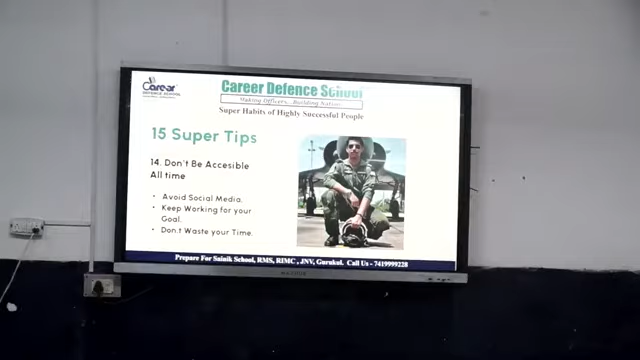 Career
DEFENCE SCHOOL
Career Defence School
Making Officers...Building Nation
Super Habits of Highly Successful People
15 Super Tips
14. Don't Be Accesible
All time
• Avoid Social Media.
• Keep Working for your
Goal.
• Don.t Waste your Time.
Prepare For Sainik School, RMS, RIMC , JNV, Gurukul. Call Us - 7419999228